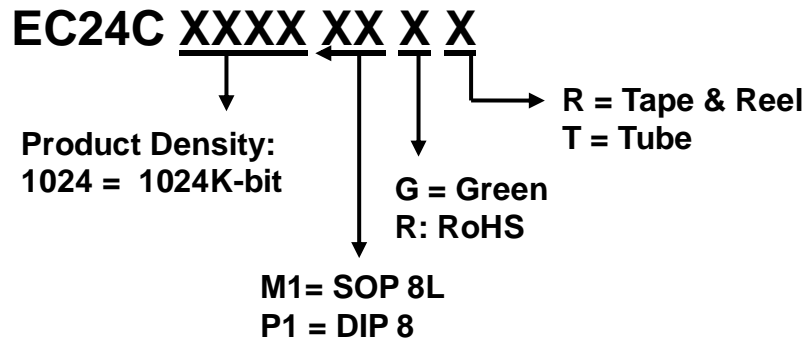 EC24C XXXX XX X X
R = Tape & Reel
T = Tube
Product Density:
1024 = 1024K-bit
G = Green
R: RoHS
M1= SOP 8L
P1 = DIP 8